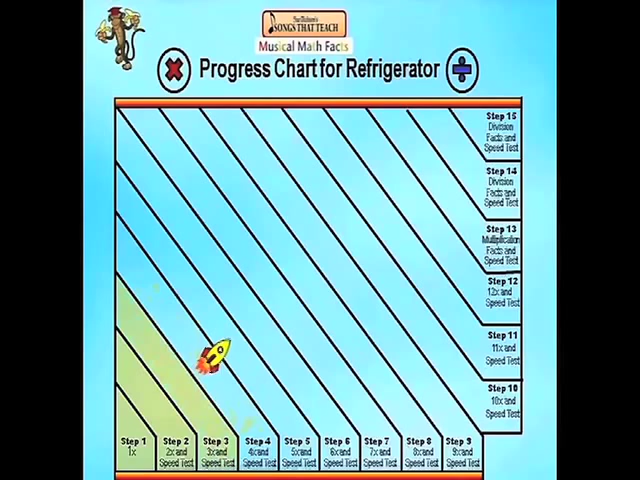 SONGS THAT TEACH
Musical Math Facts
Progress Chart for Refrigerator
Step 15
Division
Facts and
Speed Test
Step 14
Division
Facts and
Speed Test
Step 13
Multiplication
Facts and
Speed Test
Step 12
12x and
Speed Test
Step 11
11x and
Speed Test
Step 10
10x and
Speed Test
Step 1
1x
Step 2
2x and
Speed Test
Step 3
3x and
Speed Test
Step 4
4x and
Speed Test
Step 5
5x and
Speed Test
Step 6
6x and
Speed Test
Step 7
7x and
Speed Test
Step 8
8x and
Speed Test
Step 9
9x and
Speed Test